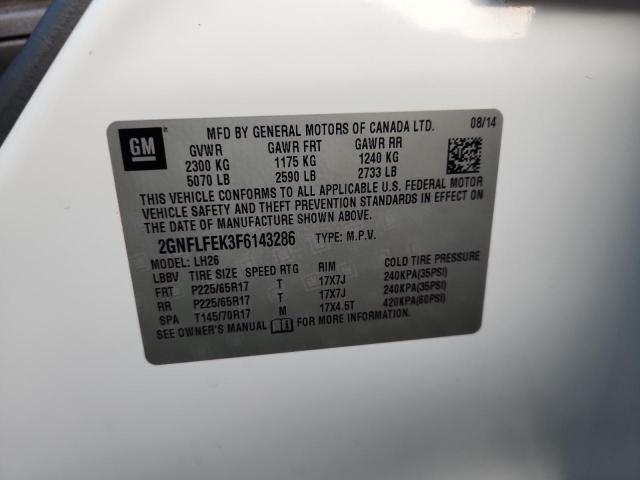 GM
MFD BY GENERAL MOTORS OF CANADA LTD. 08/14
GVWR GAWR FRT GAWR RR
2300 KG 1175 KG 1240 KG
5070 LB 2590 LB 2733 LB
THIS VEHICLE CONFORMS TO ALL APPLICABLE U.S. FEDERAL MOTOR
VEHICLE SAFETY AND THEFT PREVENTION STANDARDS IN EFFECT ON
THE DATE OF MANUFACTURE SHOWN ABOVE.
2GNFLFEK3F6143286 TYPE: M.P.V.
MODEL: LH26
LBBV TIRE SIZE SPEED RTG RIM COLD TIRE PRESSURE
FRT P225/65R17 T 17X7J 240KPA(35PSI)
RR P225/65R17 T 17X7J 240KPA(35PSI)
SPA T145/70R17 M 17X4.5T 420KPA(60PSI)
SEE OWNER'S MANUAL FOR MORE INFORMATION.